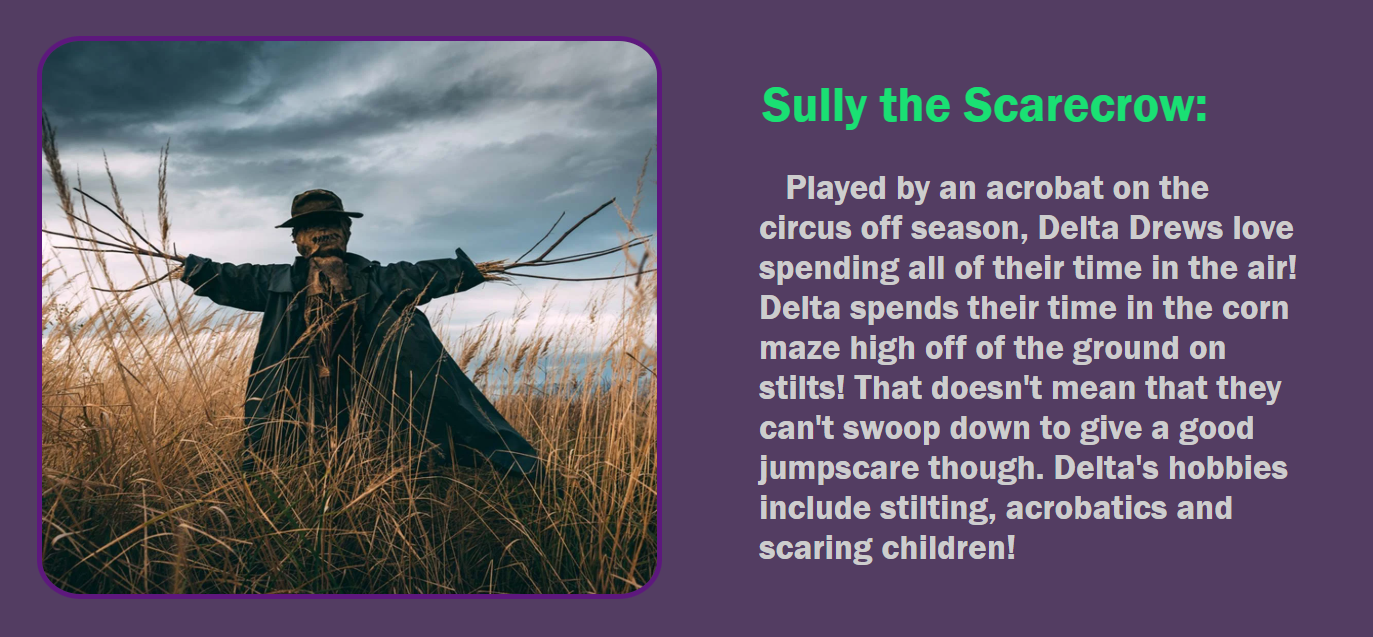 Sully the Scarecrow:
Played by an acrobat on the
circus off season, Delta Drews love
spending all of their time in the air!
Delta spends their time in the corn
maze high off of the ground on
stilts! That doesn't mean that they
can't swoop down to give a good
jumpscare though. Delta's hobbies
include stilting, acrobatics and
scaring children!